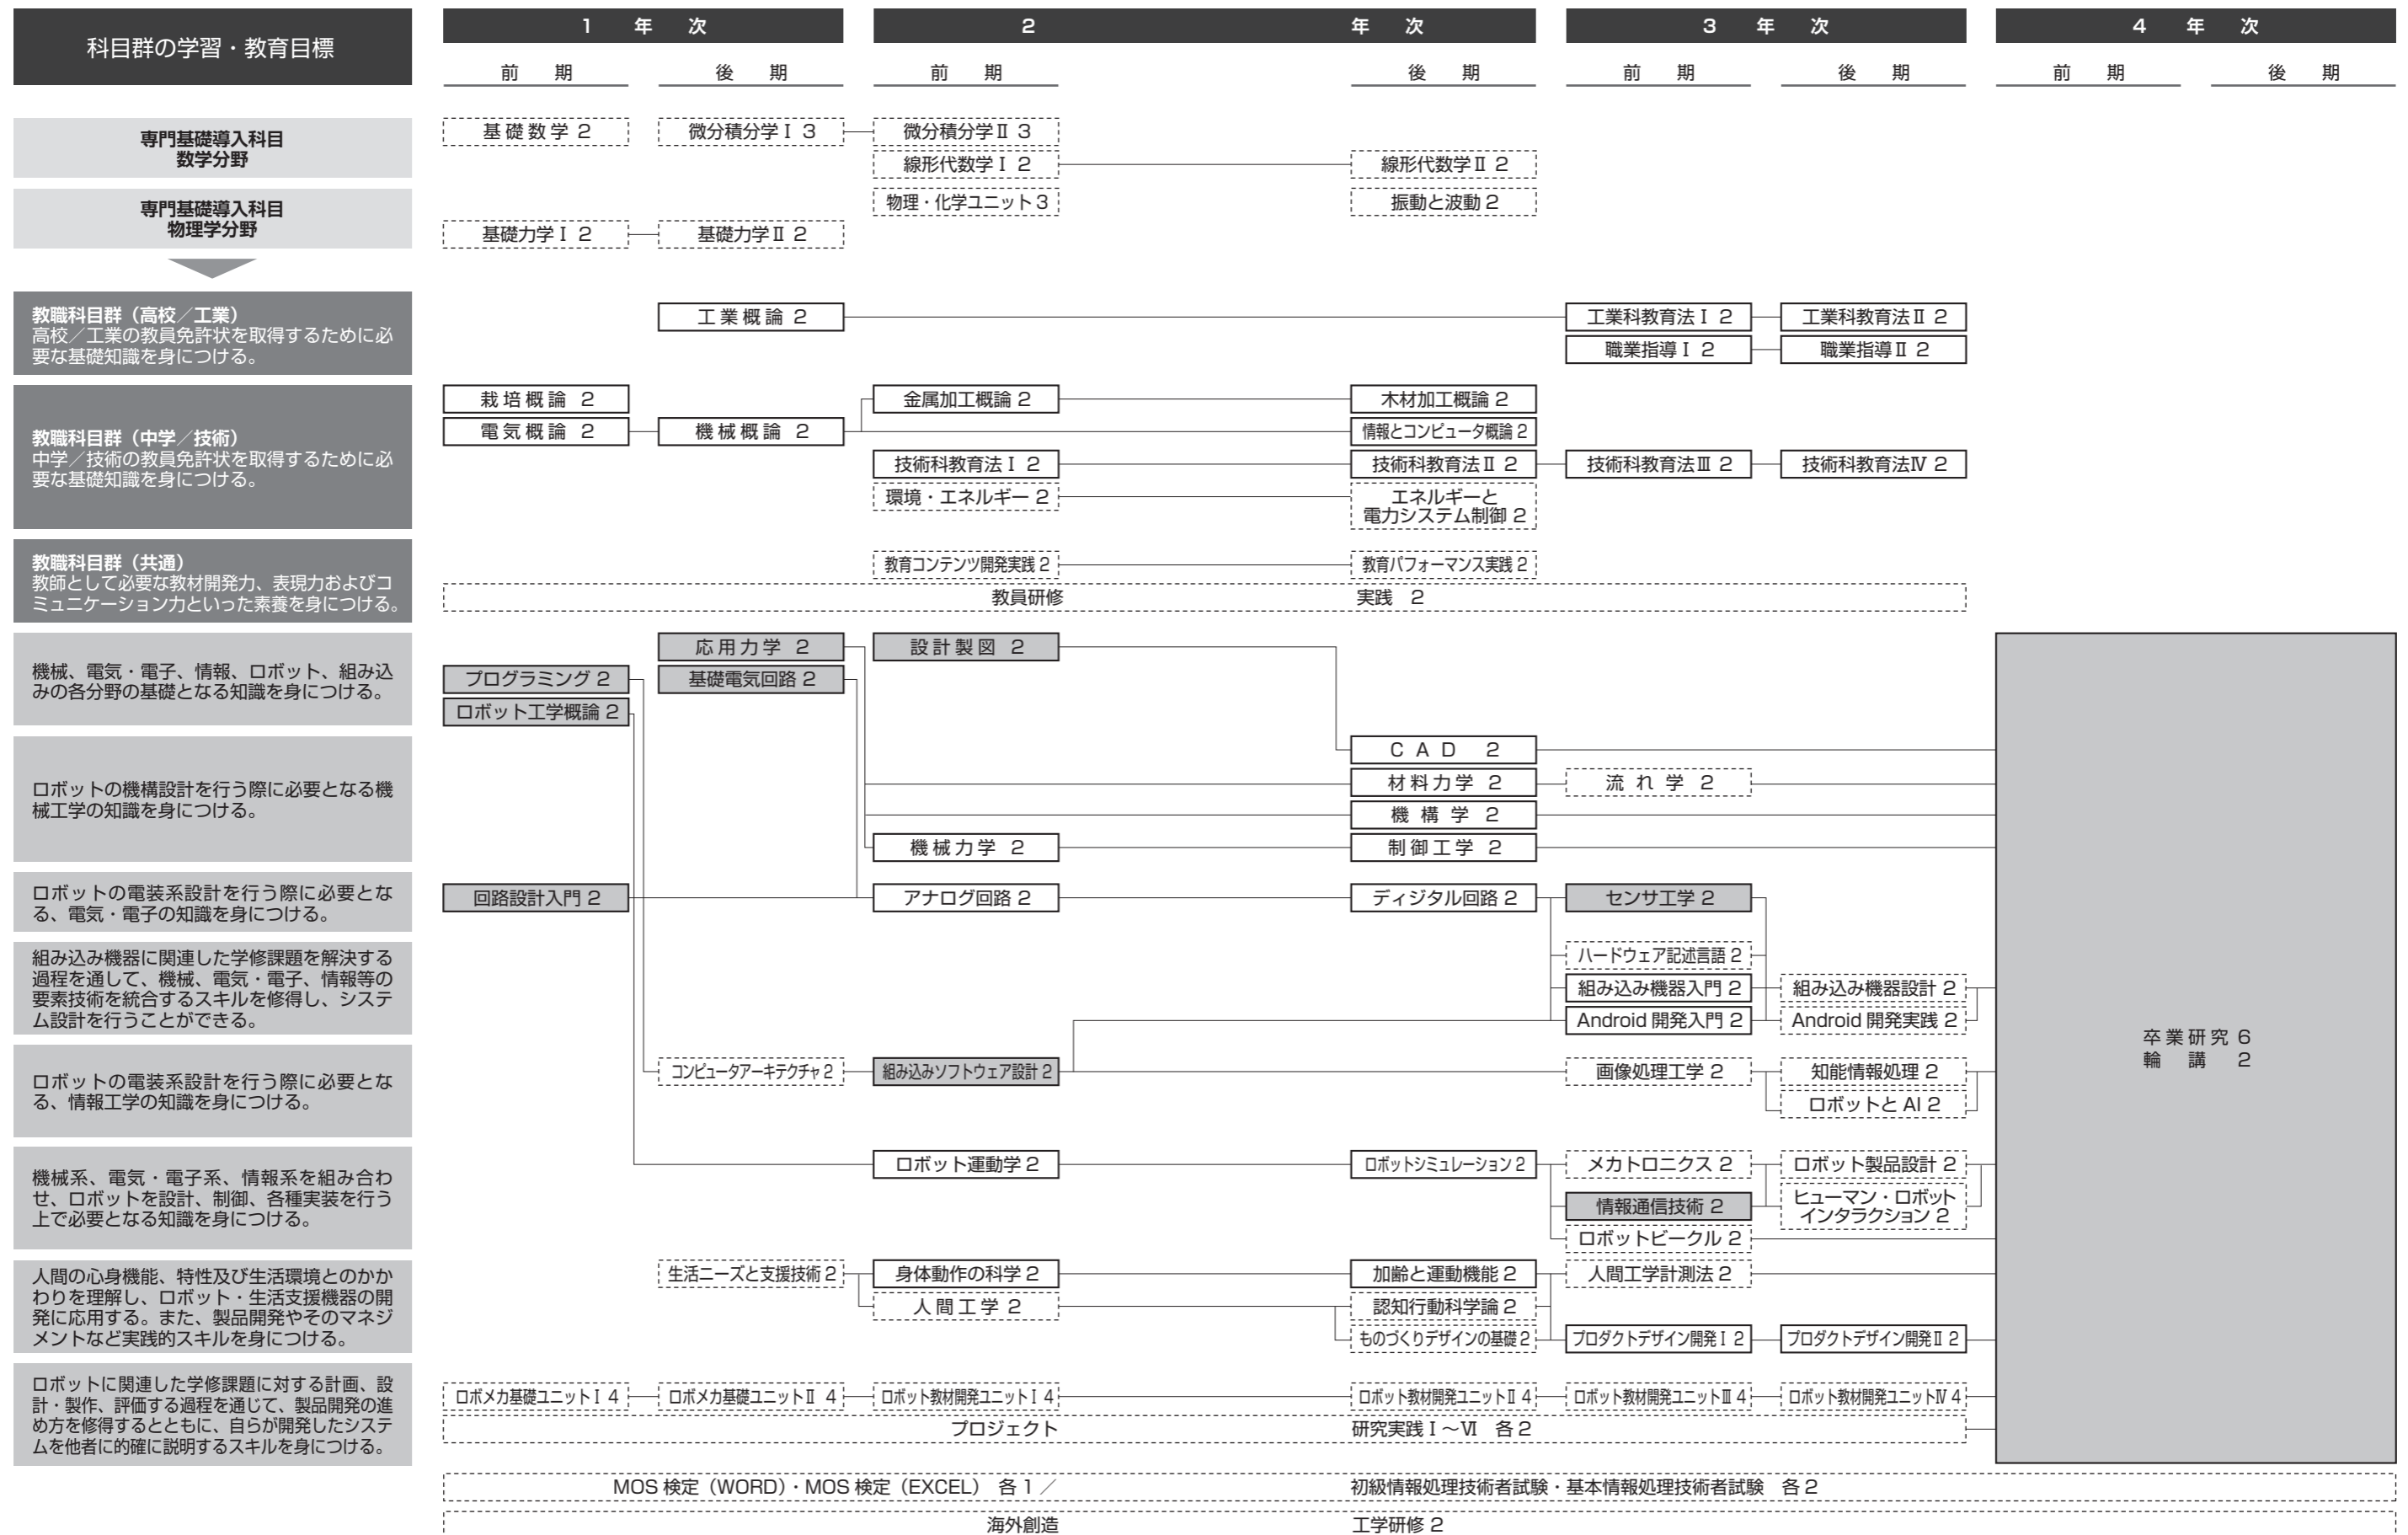 科目群の学習・教育目標
1 年 次
2 年 次
3 年 次
4 年 次
前 期
後 期
前 期
後 期
前 期
後 期
前 期
後 期
専門基礎導入科目
数学分野
基礎数学 2
微分積分学Ⅰ 3
微分積分学Ⅱ 3
線形代数学Ⅰ 2
線形代数学Ⅱ 2
専門基礎導入科目
物理学分野
物理・化学ユニット 3
振動と波動 2
基礎力学Ⅰ 2
基礎力学Ⅱ 2
教職科目群（高校／工業）
高校／工業の教員免許状を取得するために必
要な基礎知識を身につける。
工業概論 2
工業科教育法Ⅰ 2
工業科教育法Ⅱ 2
職業指導Ⅰ 2
職業指導Ⅱ 2
教職科目群（中学／技術）
中学／技術の教員免許状を取得するために必
要な基礎知識を身につける。
栽培概論 2
金属加工概論 2
木材加工概論 2
電気概論 2
機械概論 2
情報とコンピュータ概論 2
技術科教育法Ⅰ 2
技術科教育法Ⅱ 2
技術科教育法Ⅲ 2
技術科教育法Ⅳ 2
環境・エネルギー 2
エネルギーと
電力システム制御 2
教職科目群（共通）
教師として必要な教材開発力、表現力およびコ
ミュニケーション力といった素養を身につける。
教育コンテンツ開発実践 2
教育パフォーマンス実践 2
教員研修 実践 2
機械、電気・電子、情報、ロボット、組み込
みの各分野の基礎となる知識を身につける。
応用力学 2
設計製図 2
プログラミング 2
基礎電気回路 2
ロボット工学概論 2
ロボットの機構設計を行う際に必要となる機
械工学の知識を身につける。
CAD 2
材料力学 2
流れ学 2
機構学 2
機械力学 2
制御工学 2
ロボットの電装系設計を行う際に必要とな
る、電気・電子の知識を身につける。
回路設計入門 2
アナログ回路 2
ディジタル回路 2
センサ工学 2
組み込み機器に関連した学修課題を解決する
過程を通して、機械、電気・電子、情報等の
要素技術を統合するスキルを修得し、システ
ム設計を行うことができる。
ハードウェア記述言語 2
組み込み機器入門 2
組み込み機器設計 2
Android 開発入門 2
Android 開発実践 2
卒業研究 6
輪 講 2
ロボットの電装系設計を行う際に必要とな
る、情報工学の知識を身につける。
コンピュータアーキテクチャ 2
組み込みソフトウェア設計 2
画像処理工学 2
知能情報処理 2
ロボットと AI 2
機械系、電気・電子系、情報系を組み合わ
せ、ロボットを設計、制御、各種実装を行う
上で必要となる知識を身につける。
ロボット運動学 2
ロボットシミュレーション 2
メカトロニクス 2
ロボット製品設計 2
情報通信技術 2
ヒューマン・ロボット
インタラクション 2
ロボットビークル 2
人間の心身機能、特性及び生活環境とのかか
わりを理解し、ロボット・生活支援機器の開
発に応用する。また、製品開発やそのマネジ
メントなど実践的スキルを身につける。
生活ニーズと支援技術 2
身体動作の科学 2
加齢と運動機能 2
人間工学計測法 2
人間工学 2
認知行動科学論 2
ものづくりデザインの基礎 2
プロダクトデザイン開発Ⅰ 2
プロダクトデザイン開発Ⅱ 2
ロボットに関連した学修課題に対する計画、設
計・製作、評価する過程を通じて、製品開発の進
め方を修得するとともに、自らが開発したシステ
ムを他者に的確に説明するスキルを身につける。
ロボメカ基礎ユニットⅠ 4
ロボメカ基礎ユニットⅡ 4
ロボット教材開発ユニットⅠ 4
ロボット教材開発ユニットⅡ 4
ロボット教材開発ユニットⅢ 4
ロボット教材開発ユニットⅣ 4
プロジェクト 研究実践Ⅰ～Ⅵ 各 2
MOS 検定（WORD）・MOS 検定（EXCEL） 各 1 ／ 初級情報処理技術者試験・基本情報処理技術者試験 各 2
海外創造 工学研修 2